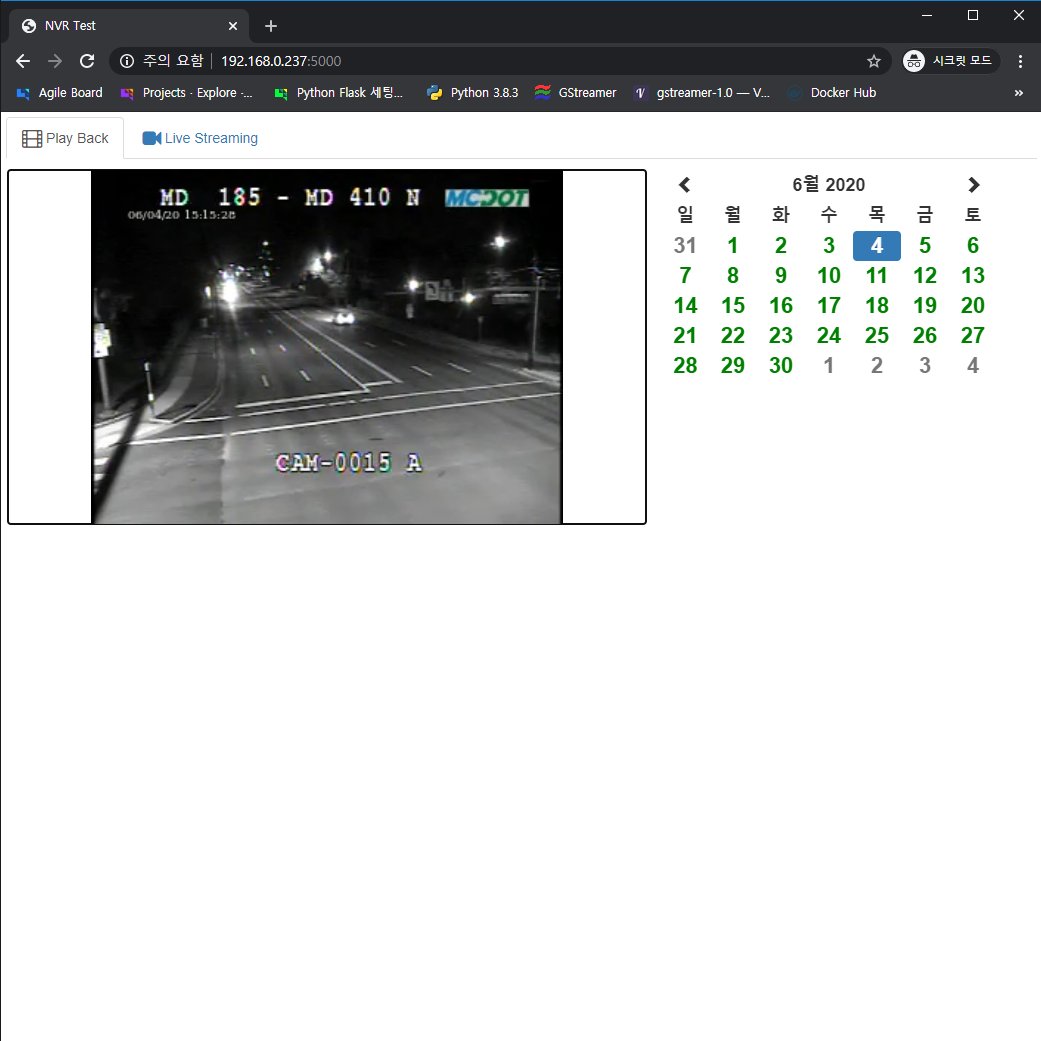 NVR Test
주의 요함 192.168.0.237:5000 시크릿 모드
Agile Board Projects · Explore ·... Python Flask 세팅... Python 3.8.3 GStreamer gstreamer-1.0 — V... Docker Hub »
Play Back Live Streaming
MD 185 - MD 410 N MCDOT
06/04/20 15:15:28
CAM-0015 A
6월 2020
일 월 화 수 목 금 토
31 1 2 3 4 5 6
7 8 9 10 11 12 13
14 15 16 17 18 19 20
21 22 23 24 25 26 27
28 29 30 1 2 3 4